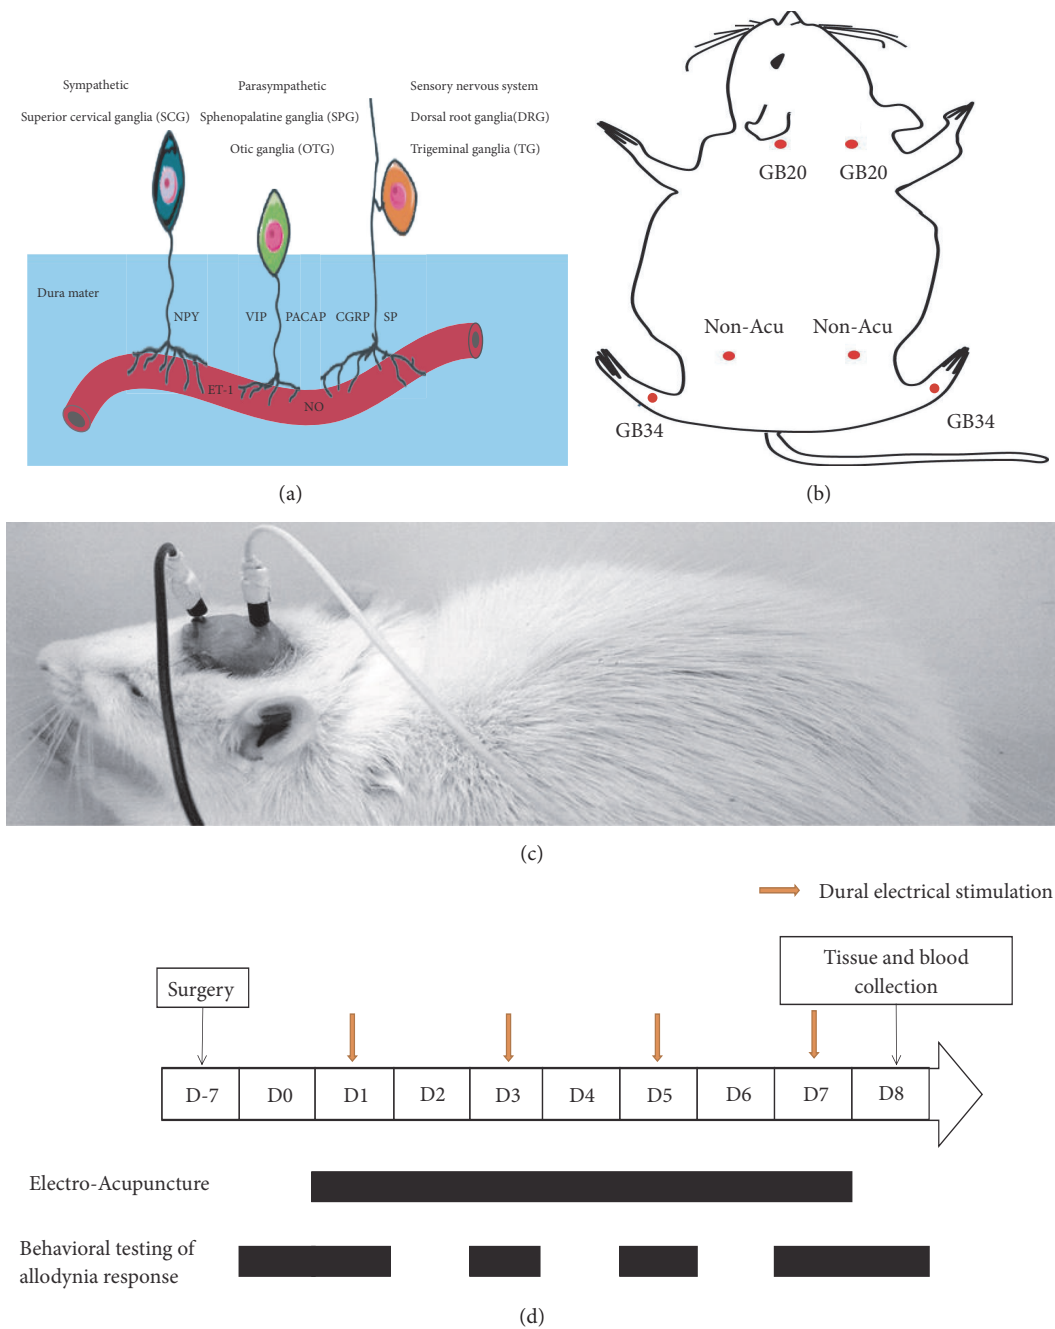 Sympathetic
Superior cervical ganglia (SCG)
Parasympathetic
Sphenopalatine ganglia (SPG)
Otic ganglia (OTG)
Sensory nervous system
Dorsal root ganglia(DRG)
Trigeminal ganglia (TG)
Dura mater
NPY
VIP
PACAP
CGRP
SP
ET-1
NO
(a)
GB20
GB20
Non-Acu
Non-Acu
GB34
GB34
(b)
(c)
Dural electrical stimulation
Surgery
Tissue and blood
collection
D-7
D0
D1
D2
D3
D4
D5
D6
D7
D8
Electro-Acupuncture
Behavioral testing of
allodynia response
(d)